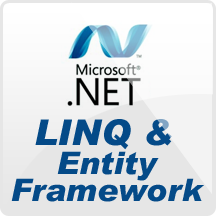 Microsoft®
.NET
LINQ &
Entity
Framework